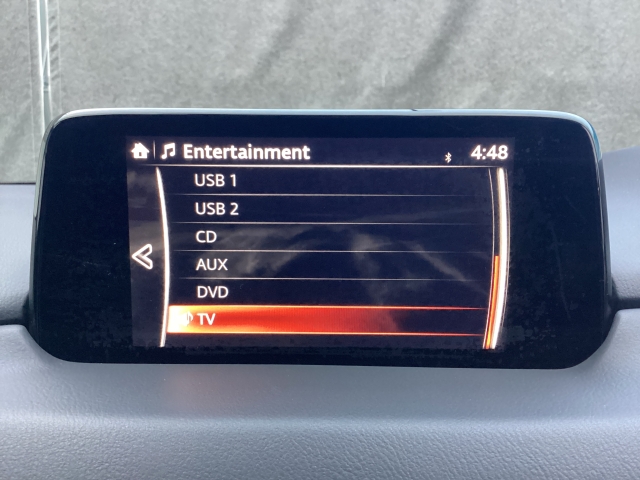 Entertainment 4:48
USB 1
USB 2
CD
AUX
DVD
TV